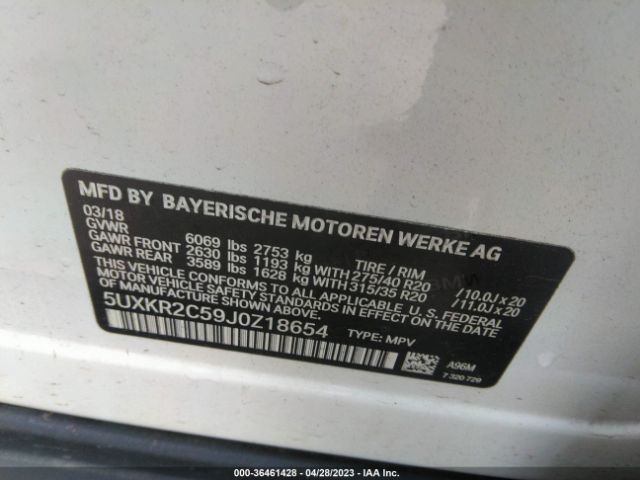 MFD BY BAYERISCHE MOTOREN WERKE AG
03/18
GVWR 6069 lbs 2753 kg TIRE / RIM
GAWR FRONT 2630 lbs 1193 kg WITH 275/40 R20 /10.0J x 20
GAWR REAR 3589 lbs 1628 kg WITH 315/35 R20 /11.0J x 20
THIS VEHICLE CONFORMS TO ALL APPLICABLE U. S. FEDERAL
MOTOR VEHICLE SAFETY STANDARDS IN EFFECT ON THE DATE
OF MANUFACTURE SHOWN ABOVE.
5UXKR2C59J0Z18654 TYPE: MPV
A96M
7 320 729
000-36461428 - 04/28/2023 - IAA Inc.